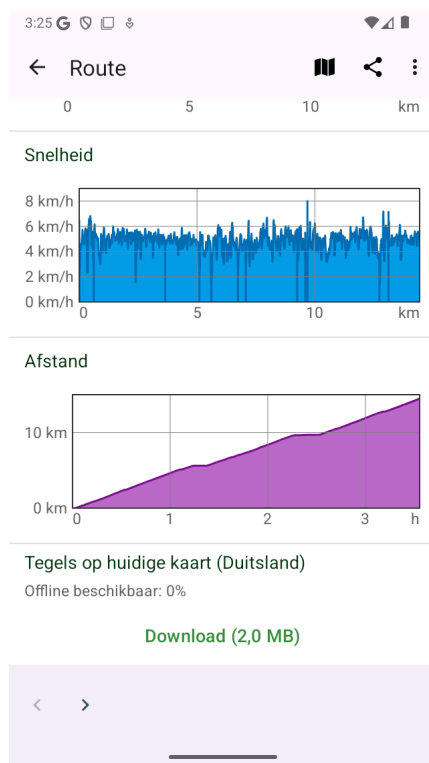 3:25
Route
0 5 10 km
Snelheid
8 km/h
6 km/h
4 km/h
2 km/h
0 km/h
0 5 10 km
Afstand
10 km
0 km
0 1 2 3 h
Tegels op huidige kaart (Duitsland)
Offline beschikbaar: 0%
Download (2,0 MB)